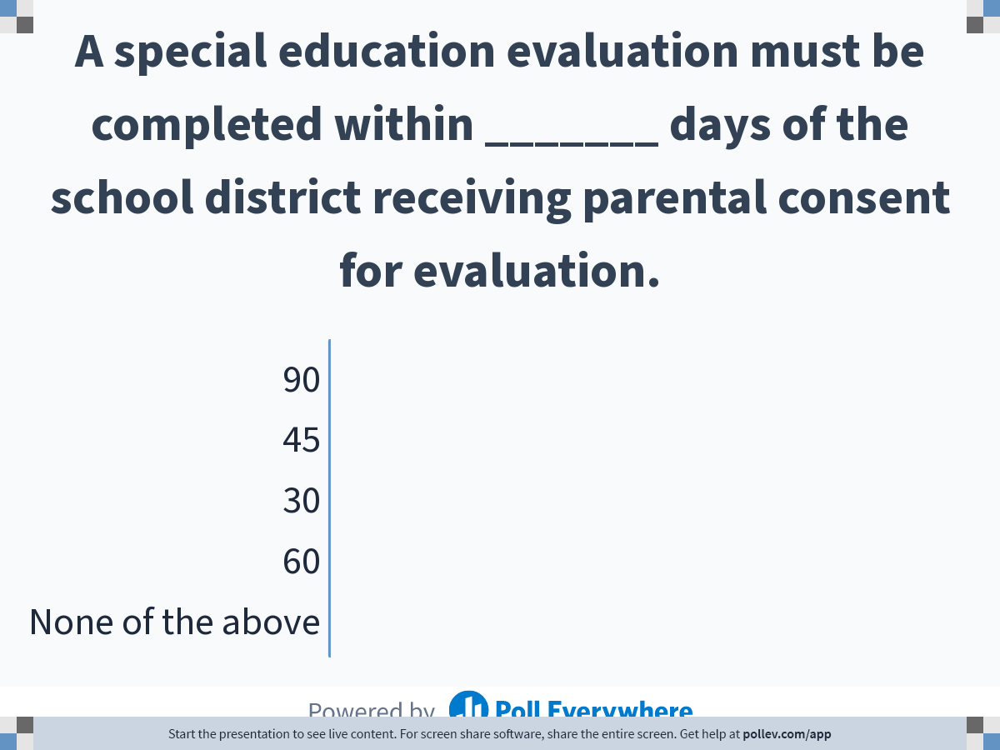 A special education evaluation must be
completed within _______ days of the
school district receiving parental consent
for evaluation.
90
45
30
60
None of the above
Powered by Poll Everywhere
Start the presentation to see live content. For screen share software, share the entire screen. Get help at pollev.com/app